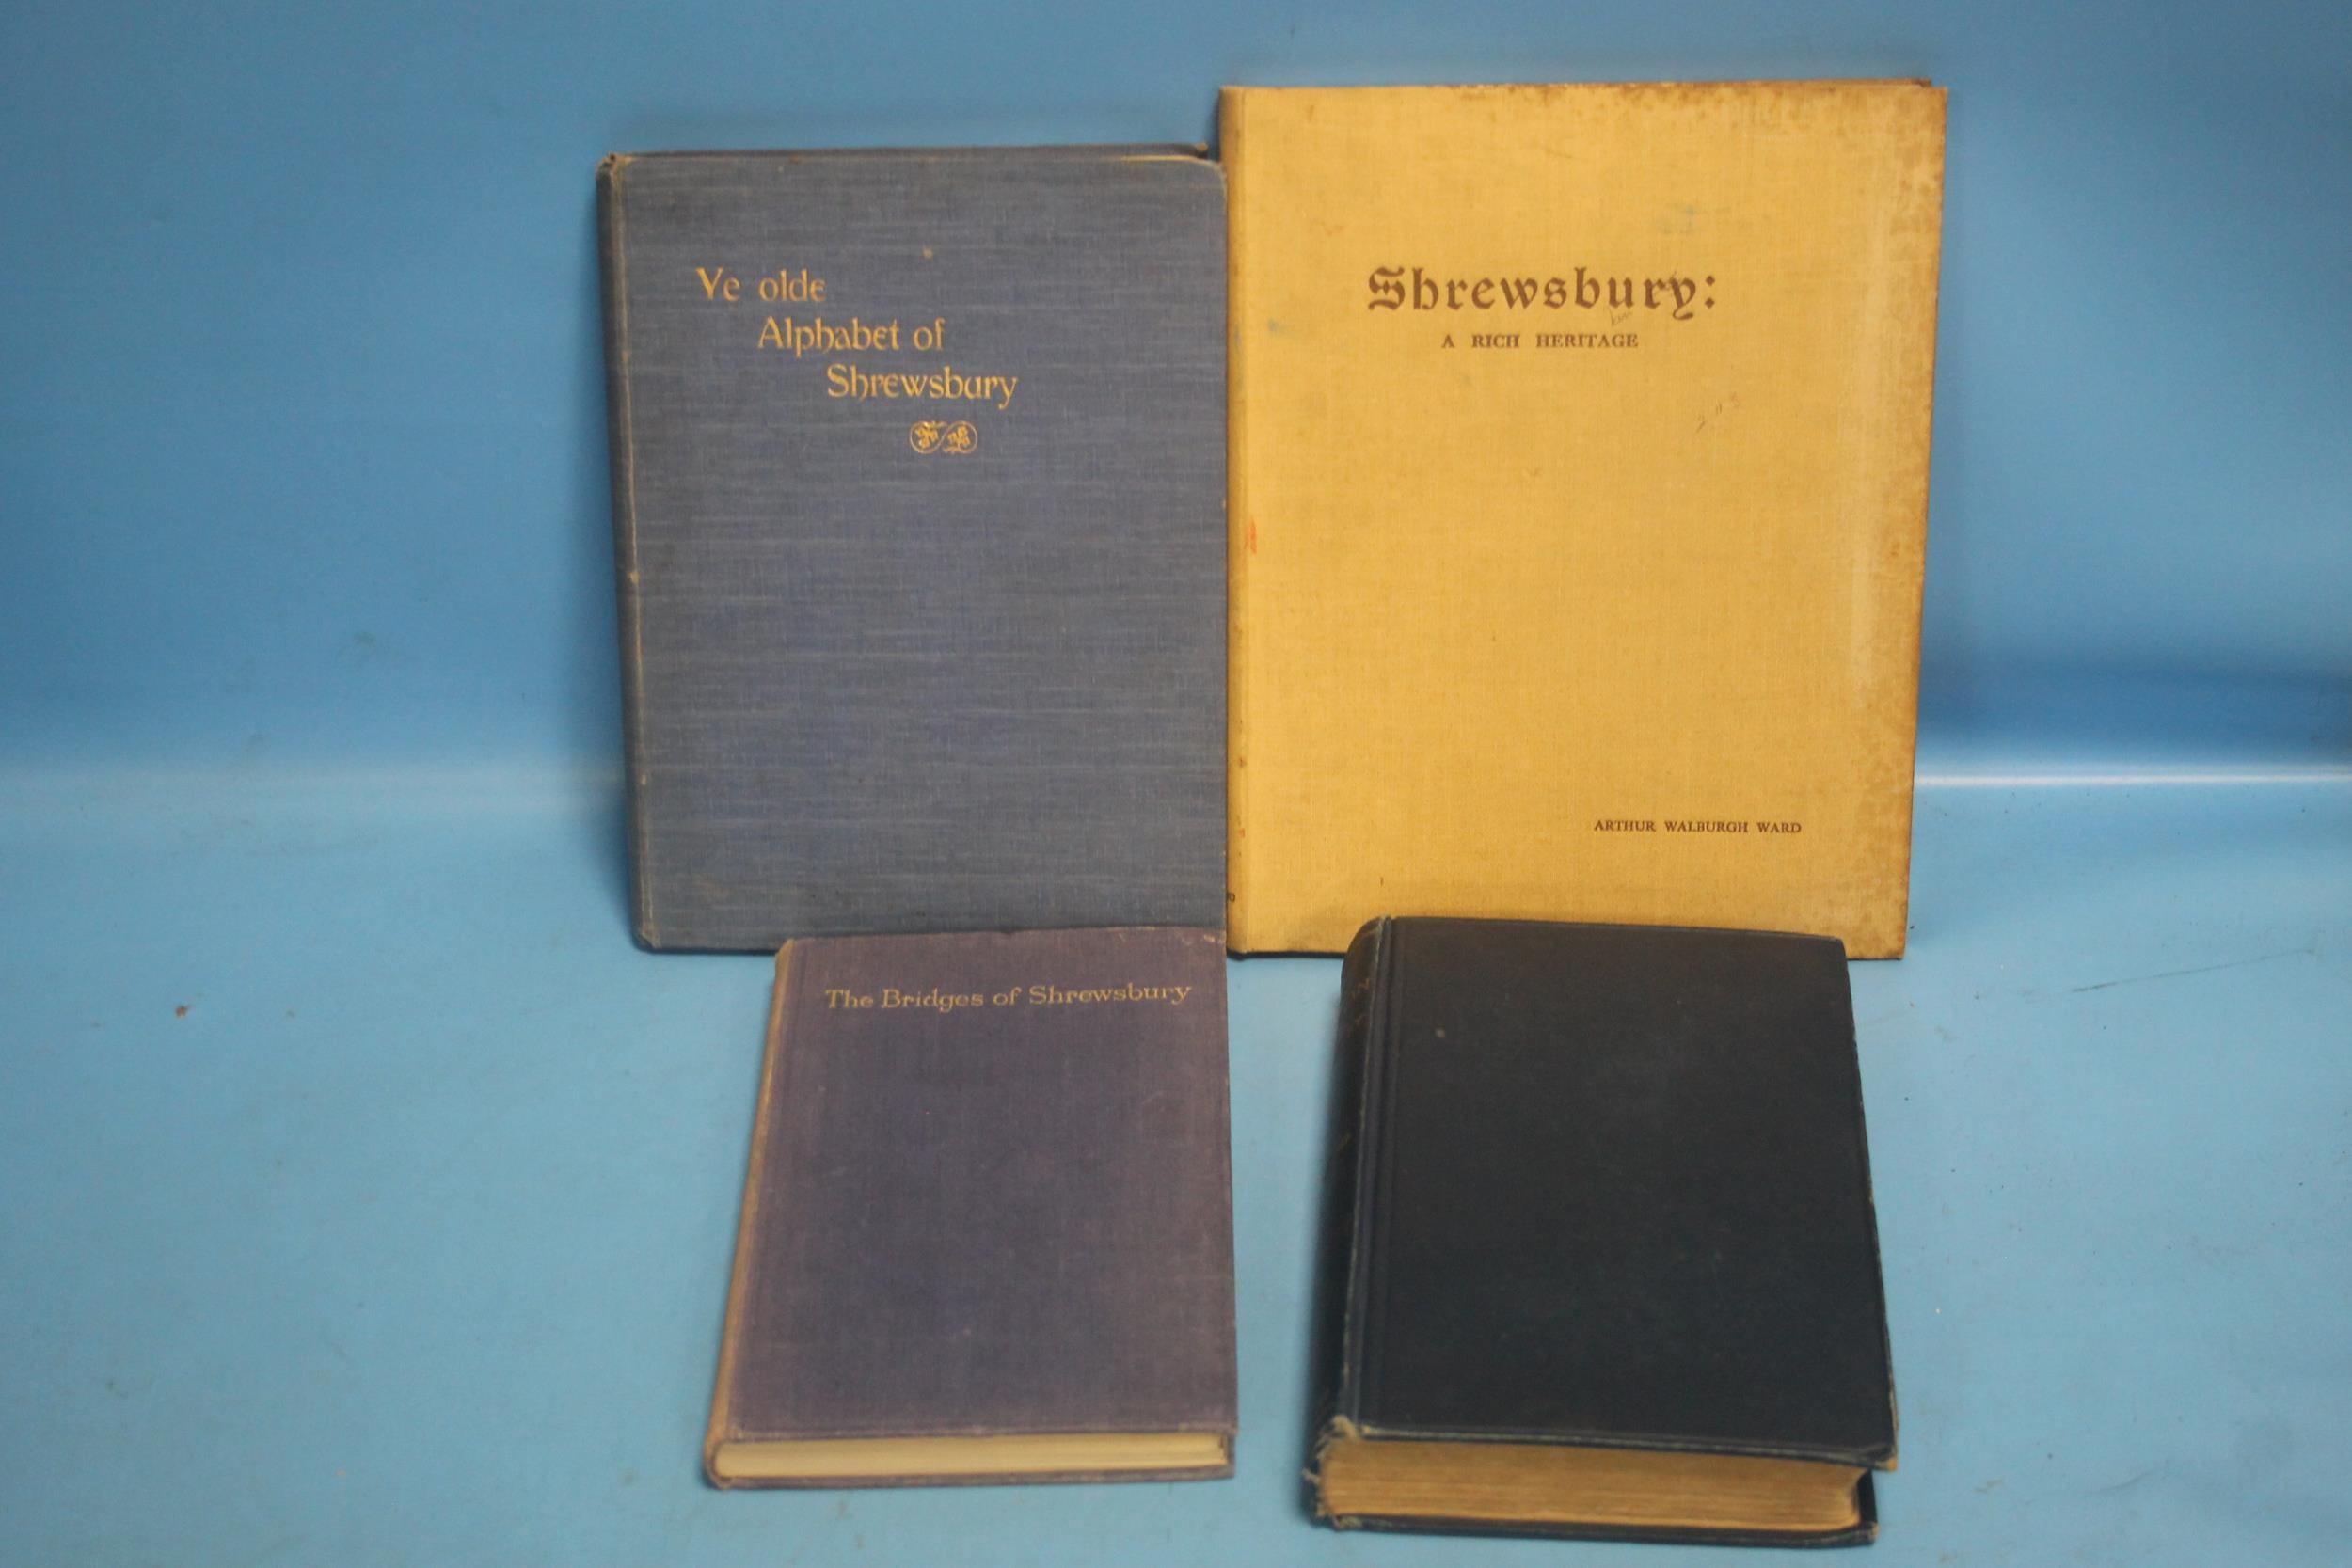 Ye olde
Alphabet of
Shrewsbury
Shrewsbury:
A RICH HERITAGE
ARTHUR WALBURGH WARD
The Bridges of Shrewsbury